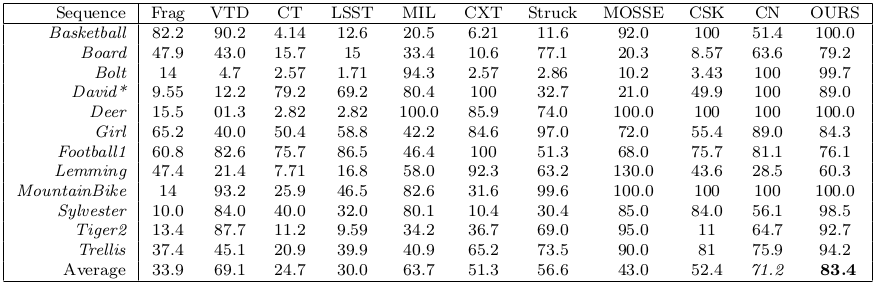 Sequence Frag VTD CT LSST MIL CXT Struck MOSSE CSK CN OURS
Basketball 82.2 90.2 4.14 12.6 20.5 6.21 11.6 92.0 100 51.4 100.0
Board 47.9 43.0 15.7 15 33.4 10.6 77.1 20.3 8.57 63.6 79.2
Bolt 14 4.7 2.57 1.71 94.3 2.57 2.86 10.2 3.43 100 99.7
David* 9.55 12.2 79.2 69.2 80.4 100 32.7 21.0 49.9 100 89.0
Deer 15.5 01.3 2.82 2.82 100.0 85.9 74.0 100.0 100 100 100.0
Girl 65.2 40.0 50.4 58.8 42.2 84.6 97.0 72.0 55.4 89.0 84.3
Football1 60.8 82.6 75.7 86.5 46.4 100 51.3 68.0 75.7 81.1 76.1
Lemming 47.4 21.4 7.71 16.8 58.0 92.3 63.2 130.0 43.6 28.5 60.3
MountainBike 14 93.2 25.9 46.5 82.6 31.6 99.6 100.0 100 100 100.0
Sylvester 10.0 84.0 40.0 32.0 80.1 10.4 30.4 85.0 84.0 56.1 98.5
Tiger2 13.4 87.7 11.2 9.59 34.2 36.7 69.0 95.0 11 64.7 92.7
Trellis 37.4 45.1 20.9 39.9 40.9 65.2 73.5 90.0 81 75.9 94.2
Average 33.9 69.1 24.7 30.0 63.7 51.3 56.6 43.0 52.4 71.2 83.4